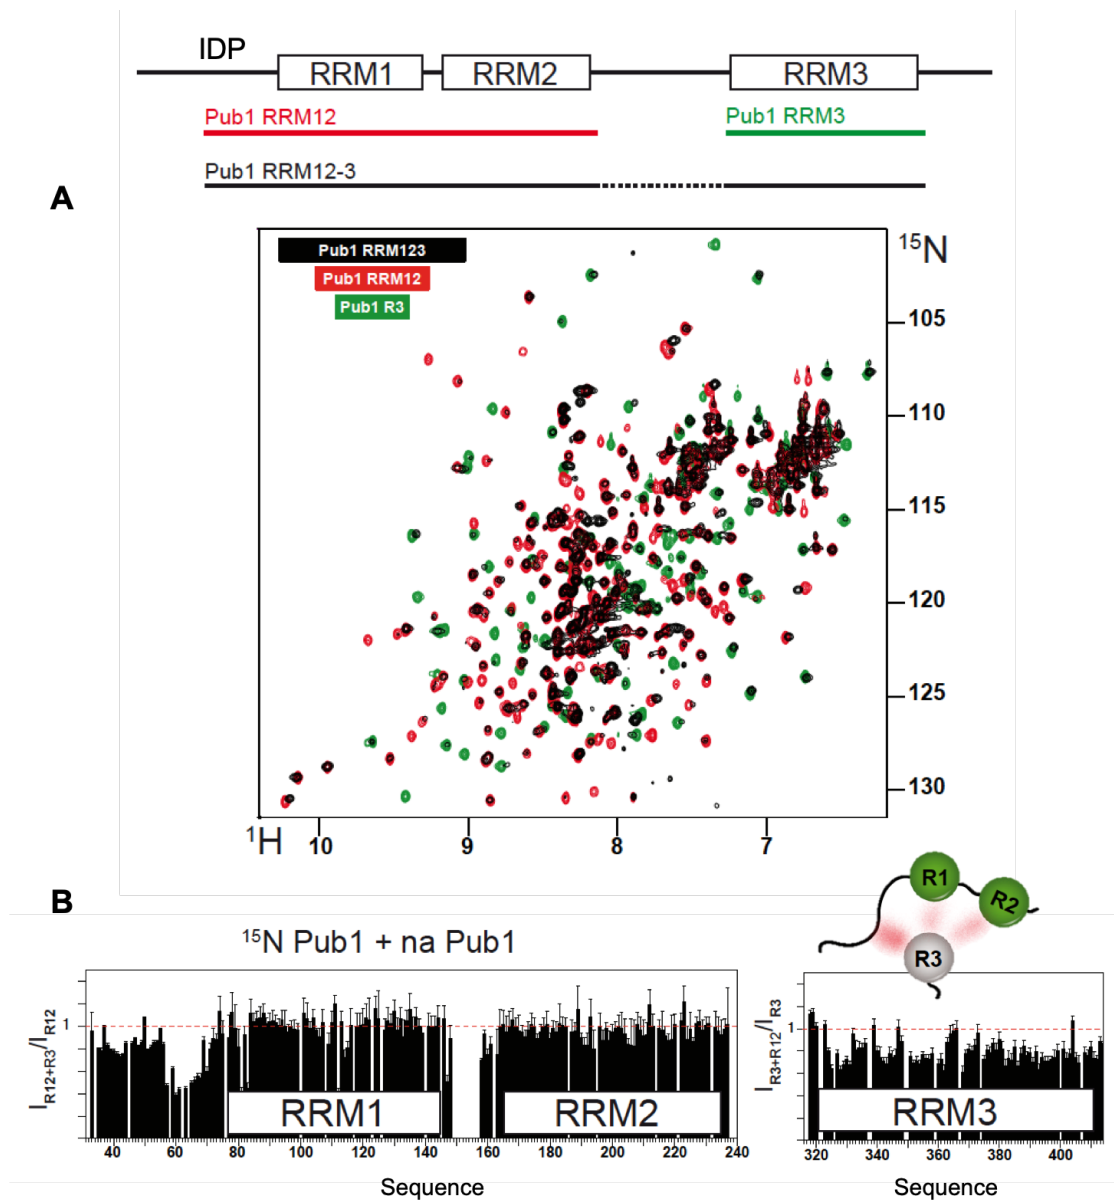 IDP
RRM1 RRM2 RRM3
Pub1 RRM12 Pub1 RRM3
Pub1 RRM12-3
A
Pub1 RRM123
Pub1 RRM12
Pub1 R3
15N
105
110
115
120
125
130
1H 10 9 8 7
B
R1
R2
R3
15N Pub1 + na Pub1
IR12+R3/IR12
1
RRM1 RRM2
40 60 80 100 120 140 160 180 200 220 240
Sequence
IR3+R12/IR3
1
RRM3
320 340 360 380 400
Sequence